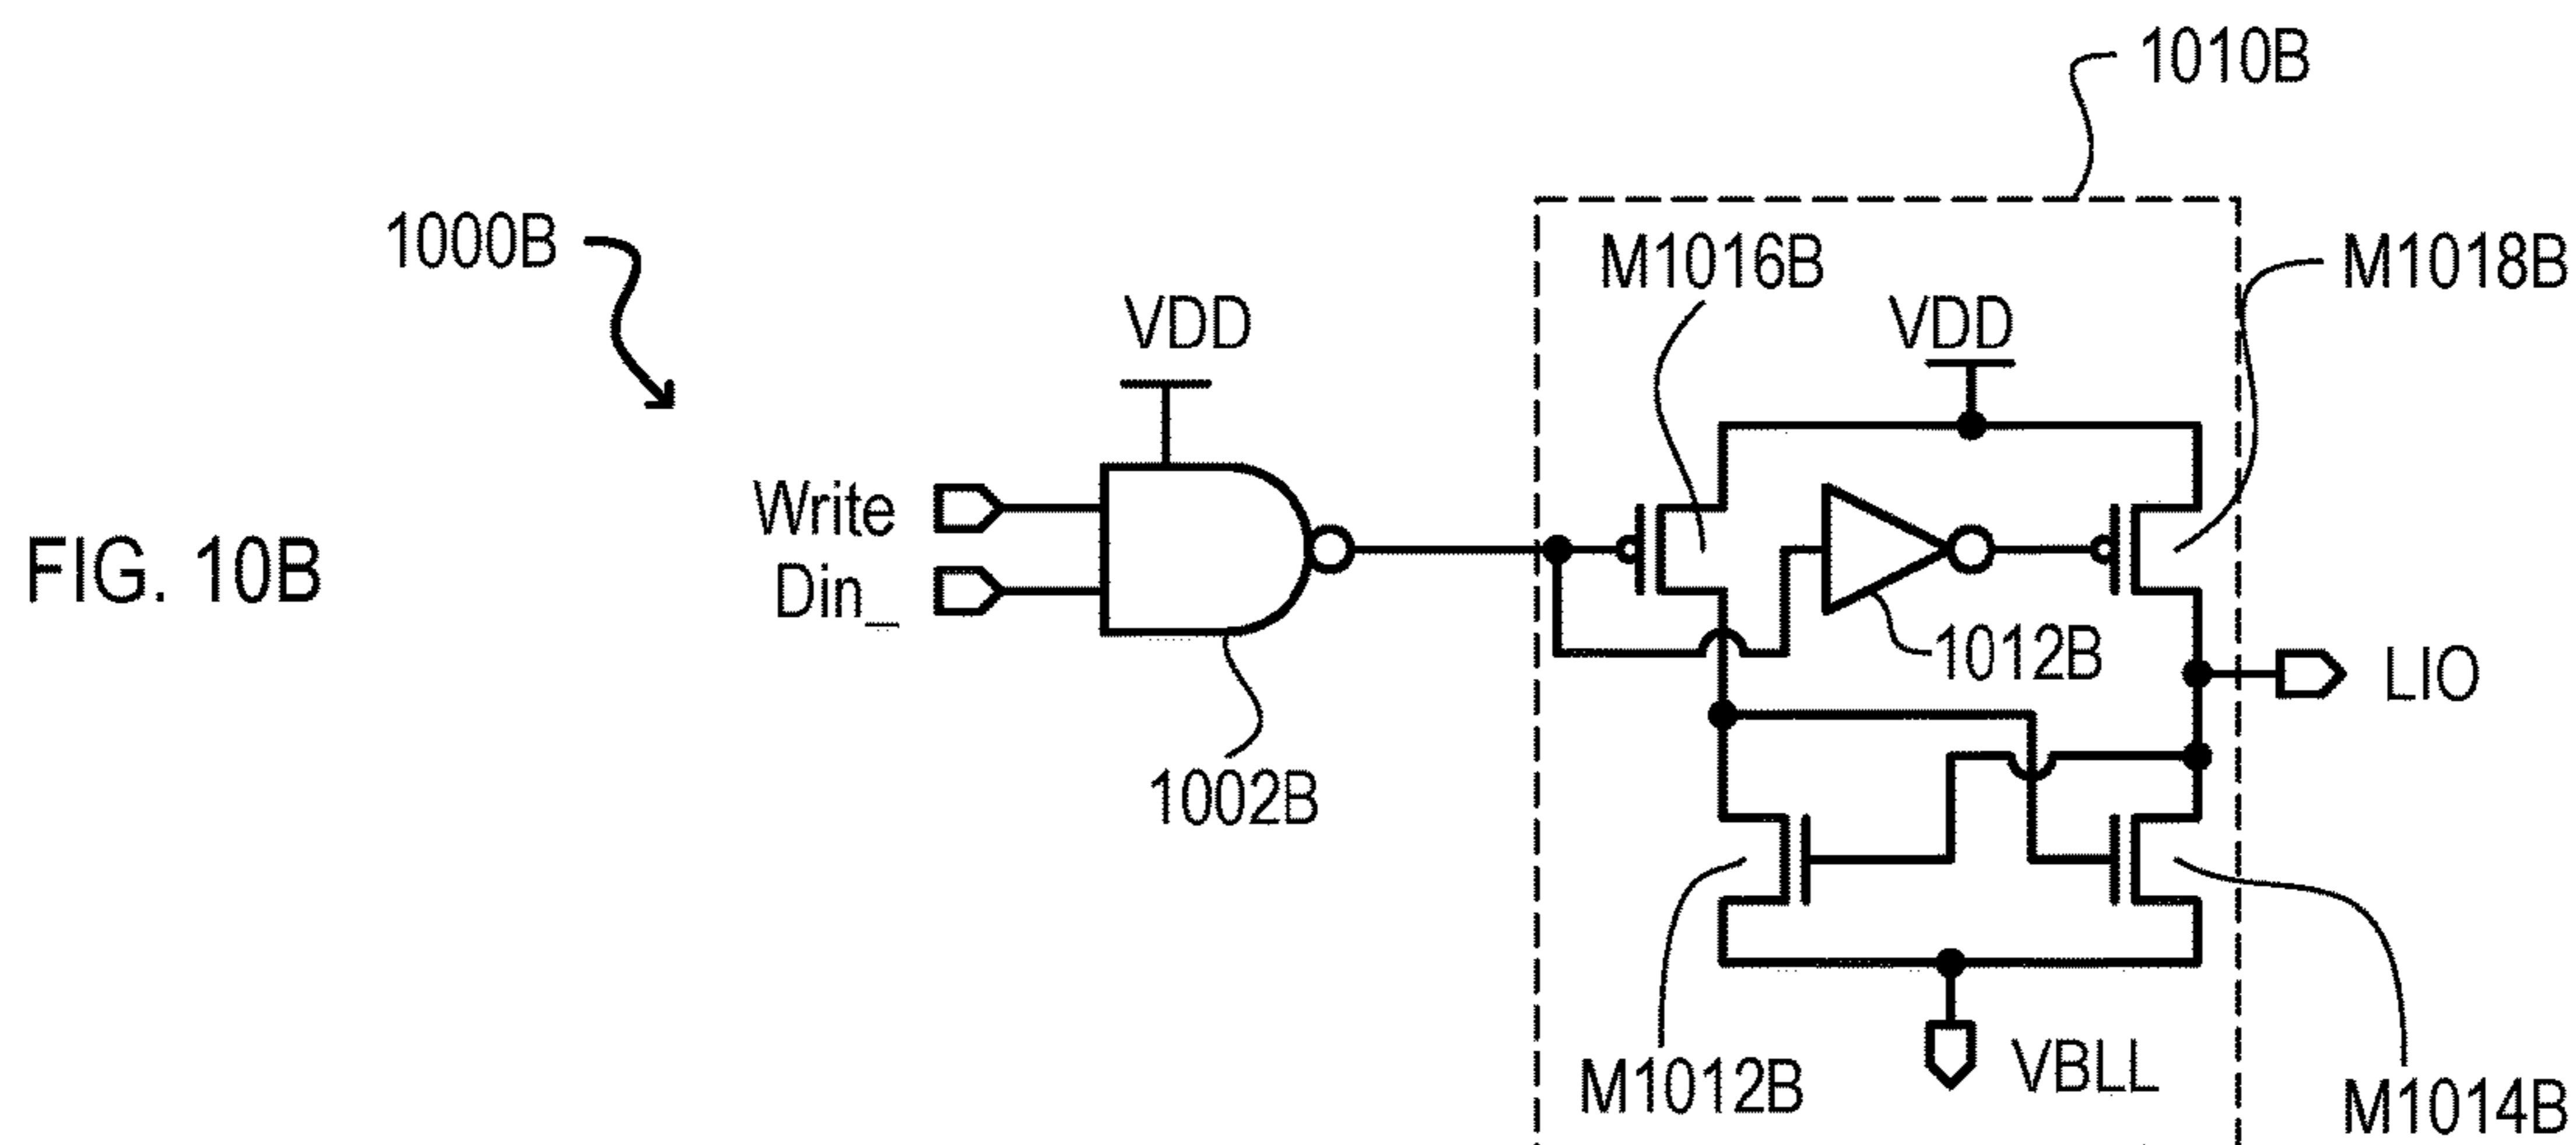 1010B
1000B
M1016B
M1018B
VDD
VDD
Write
Din_
FIG. 10B
1012B
LIO
1002B
M1012B
VBLL
M1014B